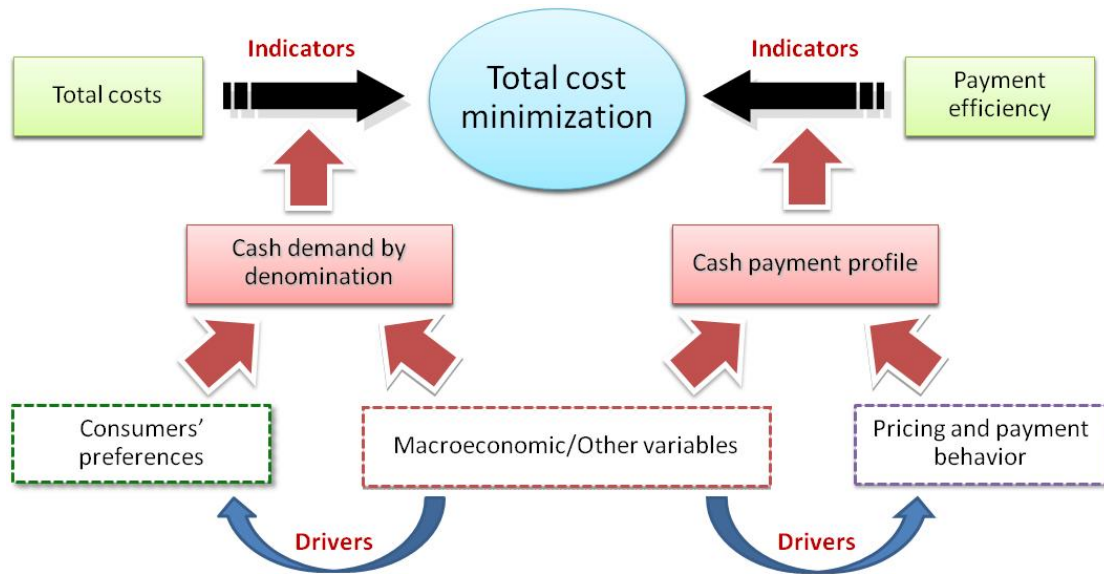 Indicators
Indicators
Total costs
Total cost
minimization
Payment
efficiency
Cash demand by
denomination
Cash payment profile
Consumers’
preferences
Macroeconomic/Other variables
Pricing and payment
behavior
Drivers
Drivers